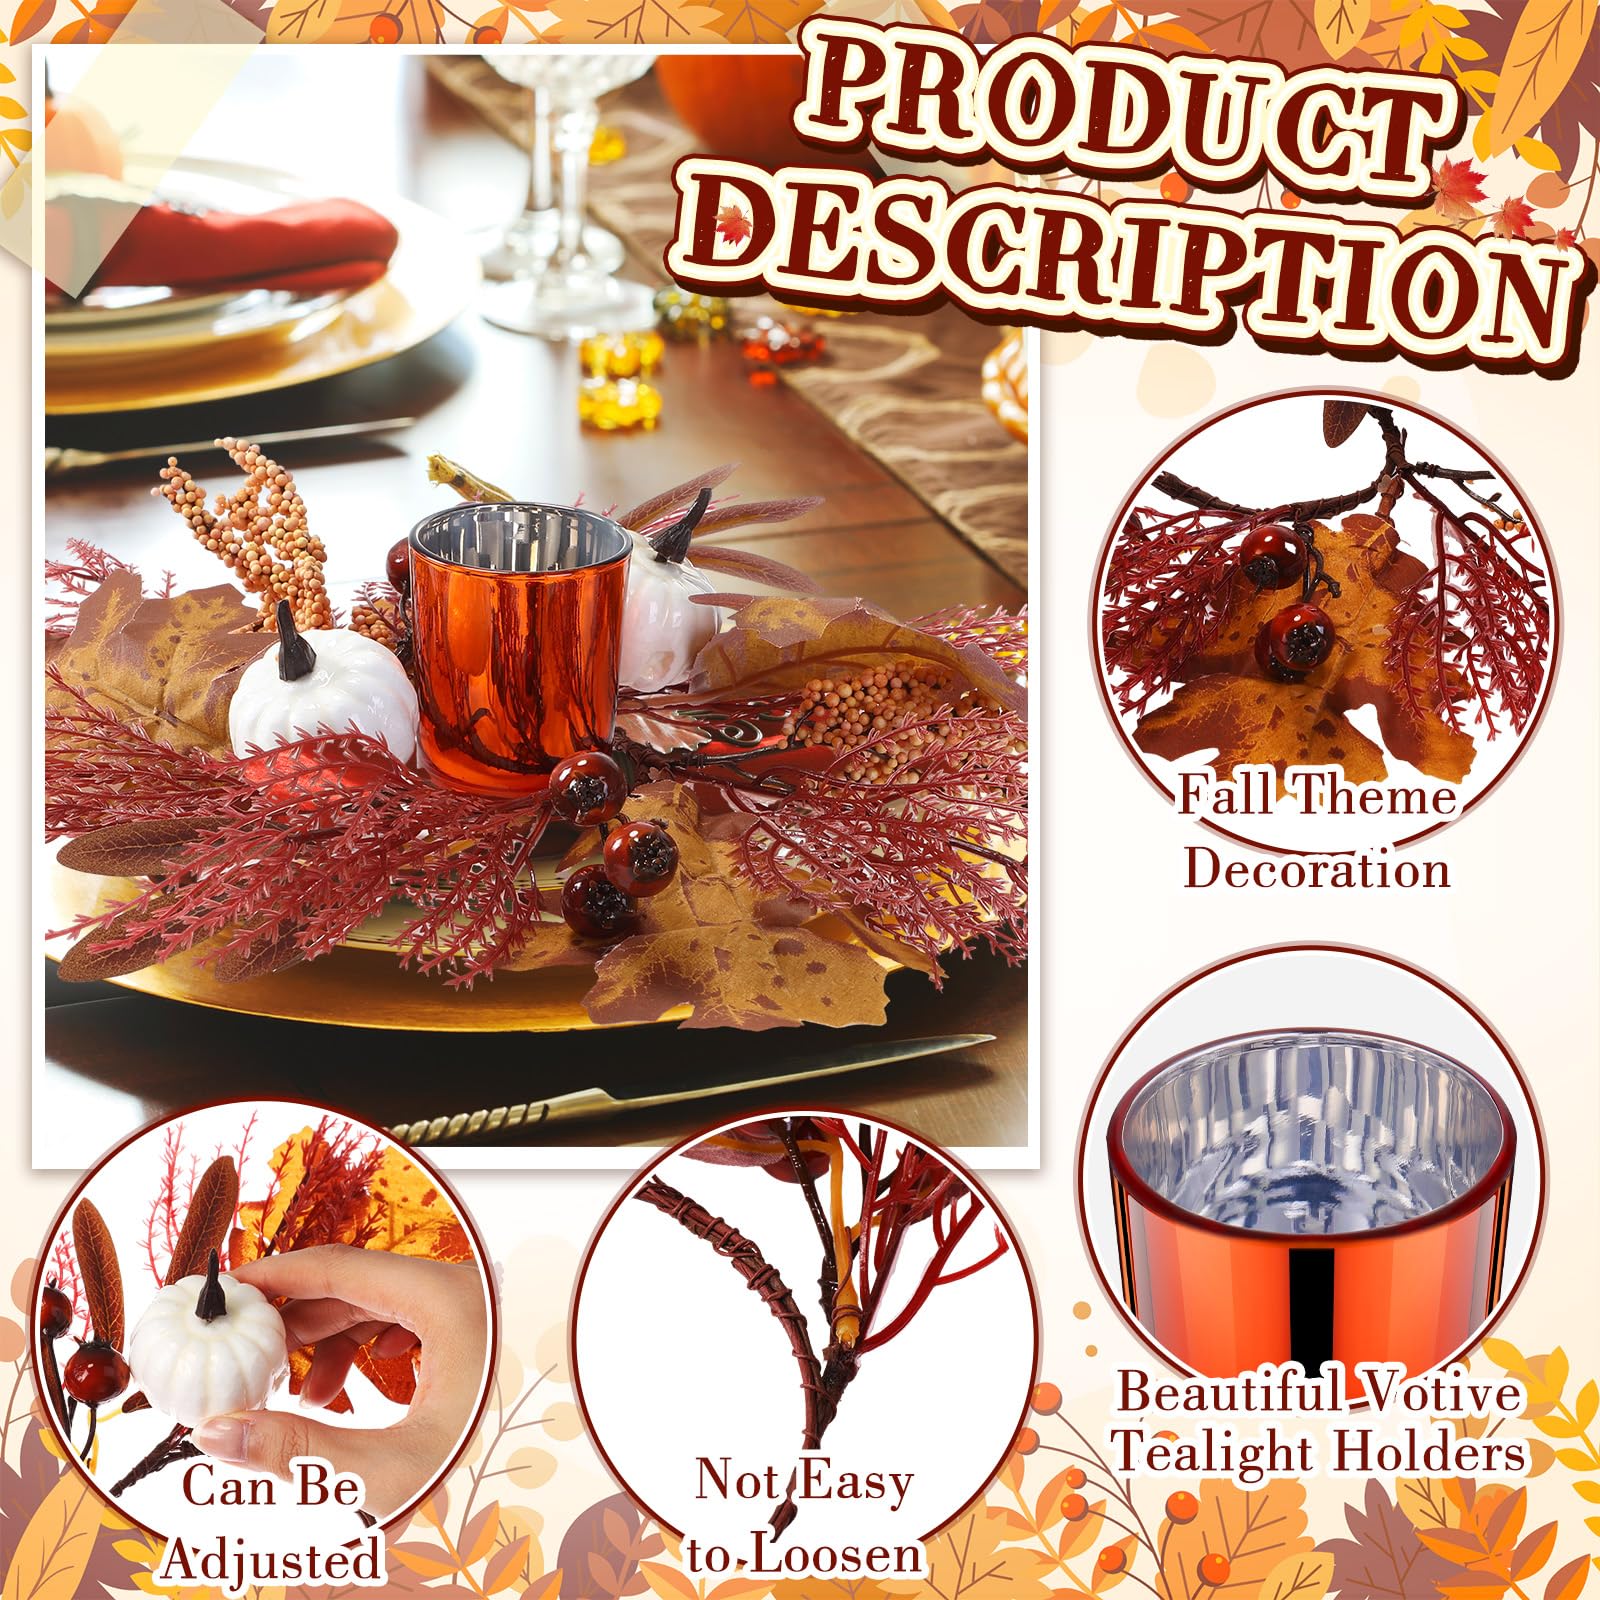 PRODUCT
DESCRIPTION
Fall Theme
Decoration
Beautiful Votive
Tealight Holders
Can Be
Adjusted
Not Easy
to Loosen